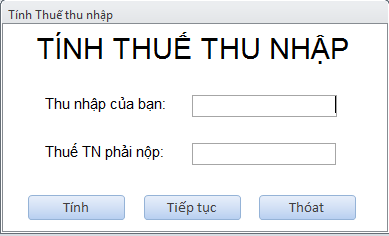 Tính Thuế thu nhập
TÍNH THUẾ THU NHẬP
Thu nhập của bạn:
Thuế TN phải nộp:
Tính Tiếp tục Thóat